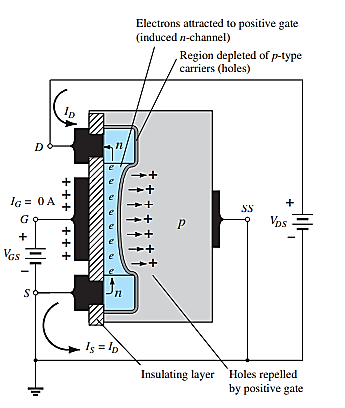 Electrons attracted to positive gate
(induced n-channel)
Region depleted of p-type
carriers (holes)
I_D
D
n
e
+
e
+
I_G = 0 A
+
e
+
+
e
+
SS
+
G
+
e
+
p
V_DS
+
+
e
+
-
V_GS
+
e
+
-
+
e
+
e
S
n
I_S = I_D
Insulating layer
Holes repelled
by positive gate